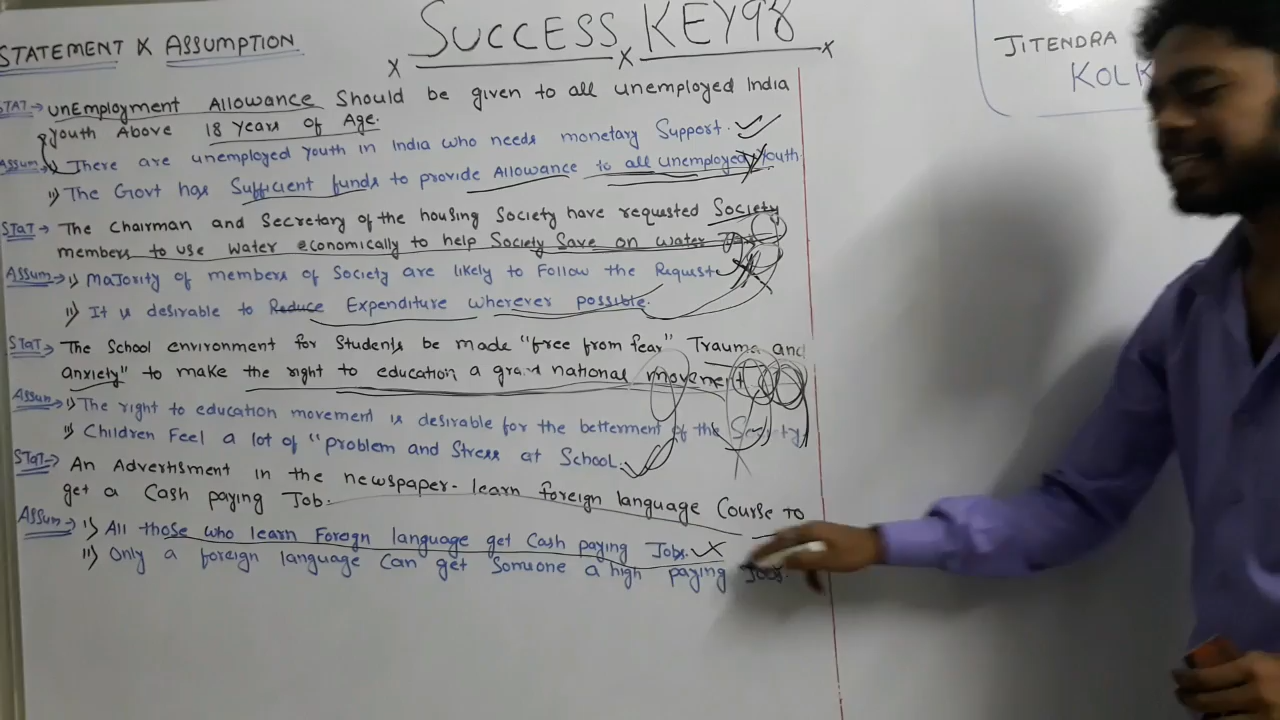 STATEMENT X ASSUMPTION
SUCCESS KEY98
JITENDRA
KOLK
STAT → UnEmployment Allowance Should be given to all unemployed India
youth Above 18 years of Age.
Assum → i) There are unemployed youth in India who needs monetary Support.
ii) The Govt has Sufficient funds to provide Allowance to all unemployed Youth
STAT → The Chairman and Secretary of the housing Society have requested Society
members to use water economically to help Society Save on water
Assum → i) Majority of members of Society are likely to Follow the Request
ii) It is desirable to Reduce Expenditure wherever possible.
STAT → The School environment for Students be made "free from fear" Trauma and
anxiety" to make the right to education a grand national movement
Assum → i) The right to education movement is desirable for the betterment of the Society
ii) Children Feel a lot of "problem and Stress at School.
STAT → An Advertisment in the newspaper- learn foreign language Course to
get a Cash paying Job.
Assum → i) All those who learn Foreign language get Cash paying Jobs.
ii) Only a foreign language Can get Somone a high paying Jobs.